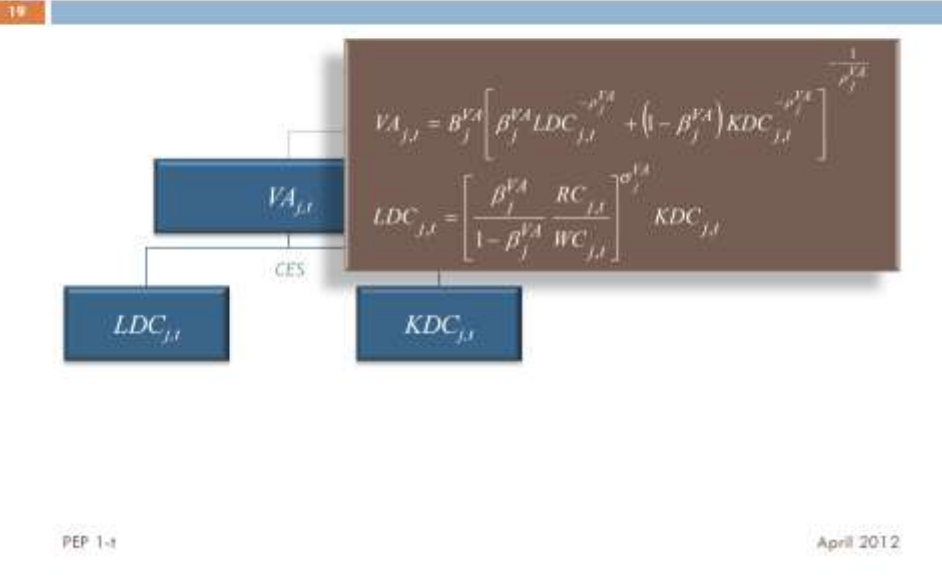 19
VA_{j,t} = B_j^{VA} [ β_j^{VA} LDC_{j,t}^{-ρ_j^{VA}} + (1 - β_j^{VA}) KDC_{j,t}^{-ρ_j^{VA}} ]^{-1/ρ_j^{VA}}
LDC_{j,t} = [ β_j^{VA} / (1 - β_j^{VA}) RC_{j,t} / WC_{j,t} ]^{σ_j^{VA}} KDC_{j,t}
VA_{j,t}
CES
LDC_{j,t}
KDC_{j,t}
PEP 1-t
April 2012